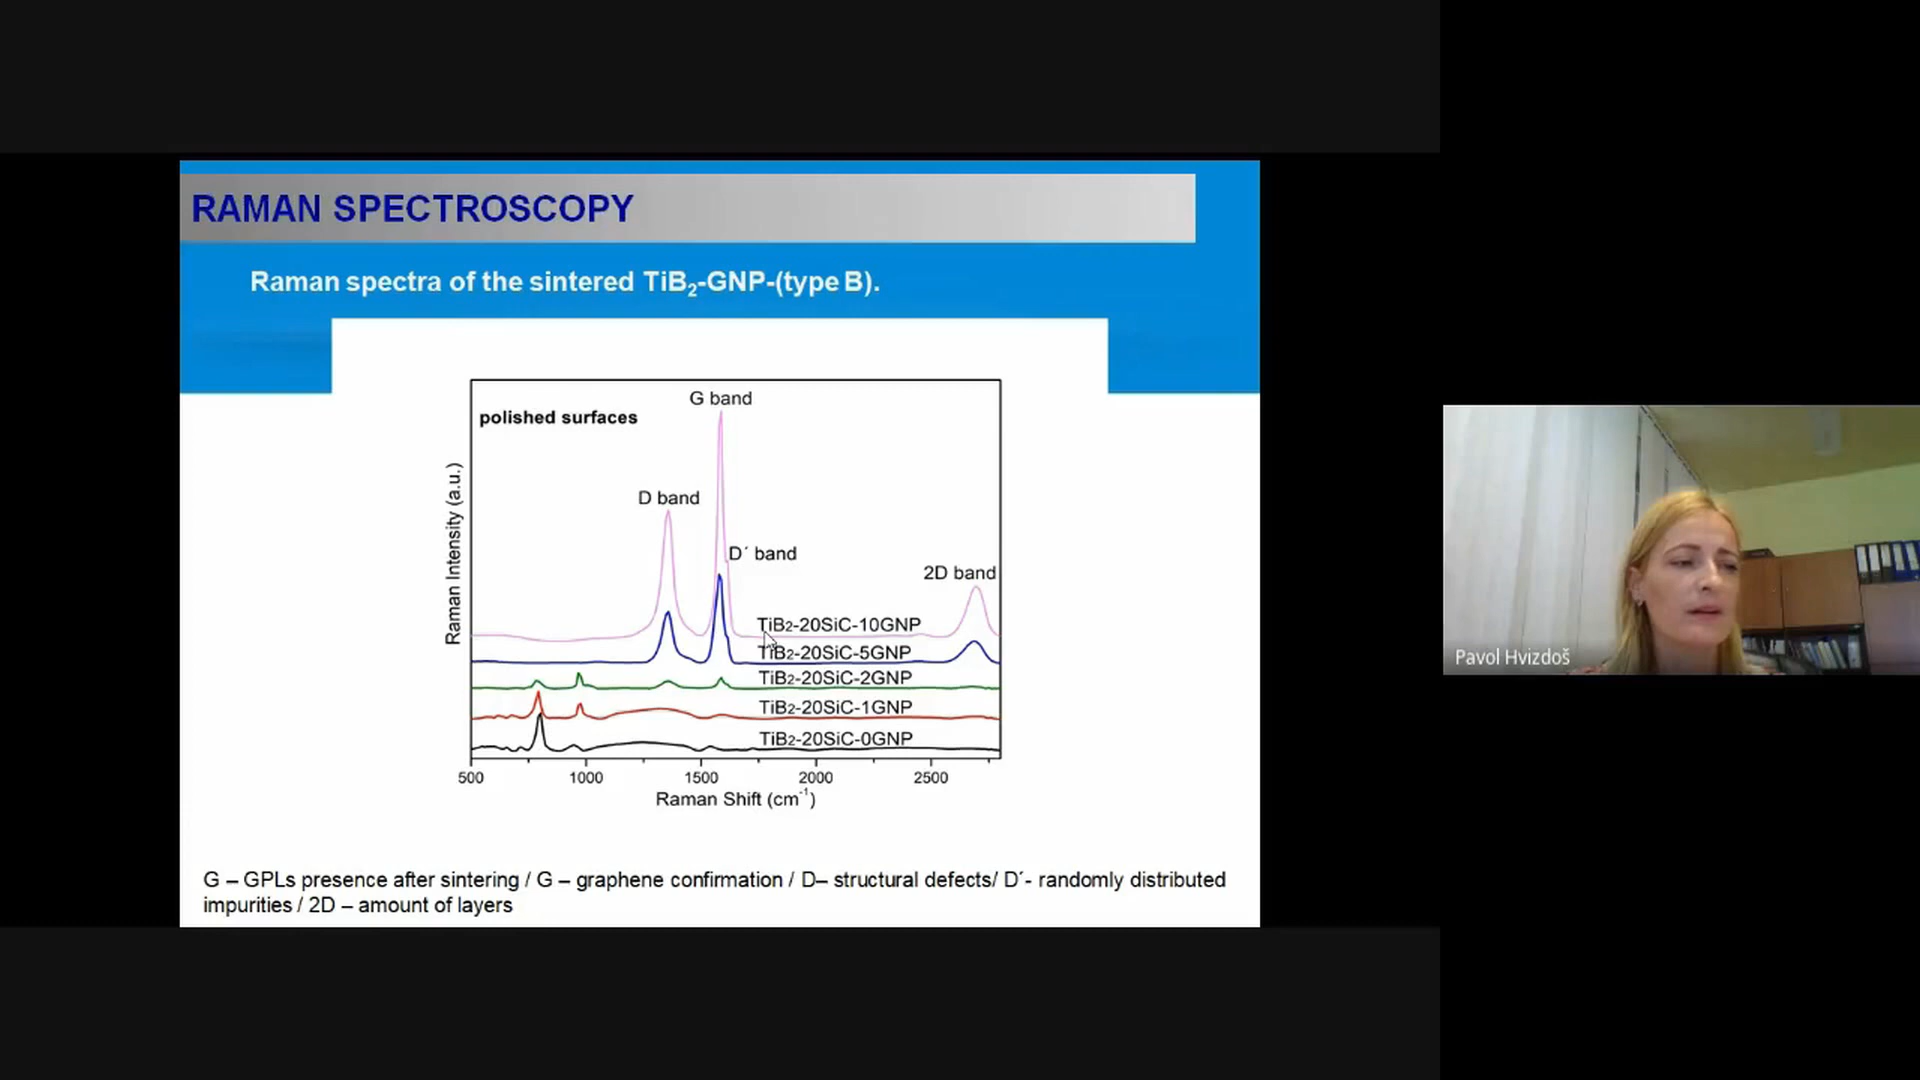 RAMAN SPECTROSCOPY
Raman spectra of the sintered TiB2-GNP-(type B).
polished surfaces
G band
D band
D´ band
2D band
TiB2-20SiC-10GNP
TiB2-20SiC-5GNP
TiB2-20SiC-2GNP
TiB2-20SiC-1GNP
TiB2-20SiC-0GNP
Raman Intensity (a.u.)
500 1000 1500 2000 2500
Raman Shift (cm-1)
G – GPLs presence after sintering / G – graphene confirmation / D– structural defects/ D´- randomly distributed
impurities / 2D – amount of layers
Pavol Hvizdoš